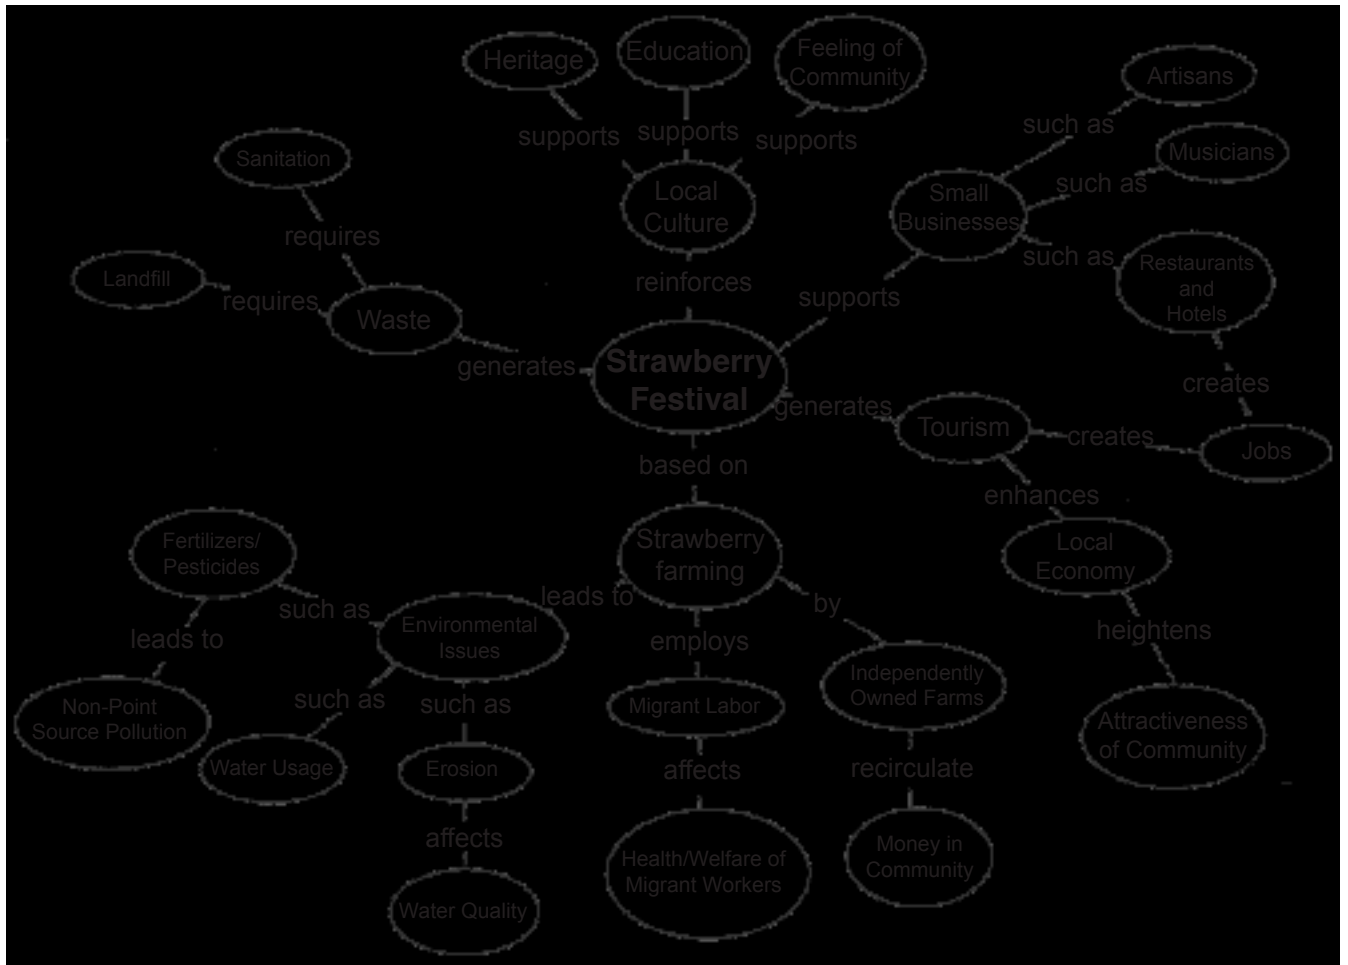 Heritage
Education
Feeling of
Community
Artisans
supports
supports
supports
such as
Musicians
Sanitation
Local
Culture
Small
Businesses
such as
requires
such as
Restaurants
and
Hotels
Landfill
requires
Waste
reinforces
supports
generates
Strawberry
Festival
generates
Tourism
creates
creates
Jobs
based on
enhances
Fertilizers/
Pesticides
Strawberry
farming
Local
Economy
such as
leads to
by
leads to
Environmental
Issues
employs
heightens
such as
such as
Non-Point
Source Pollution
Migrant Labor
Independently
Owned Farms
Attractiveness
of Community
Water Usage
Erosion
affects
recirculate
affects
Health/Welfare of
Migrant Workers
Money in
Community
Water Quality